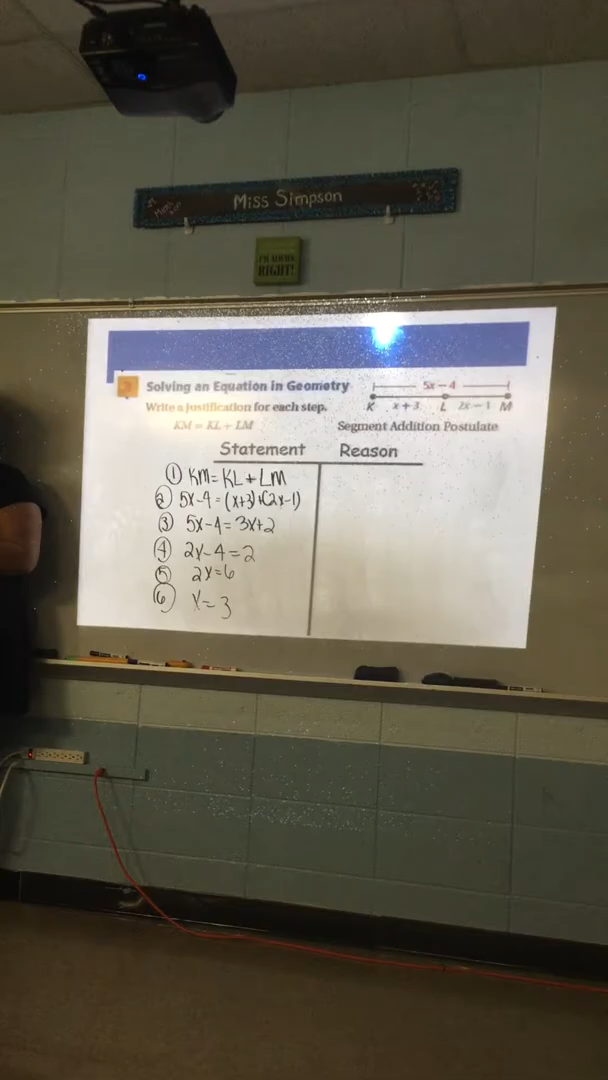 Miss Simpson
RIGHT!
Solving an Equation in Geometry
5x - 4
K x + 3 L 2x - 1 M
Write a justification for each step.
KM = KL + LM
Segment Addition Postulate
Statement Reason
① KM = KL + LM
② 5x-4 = (x+3)+(2x-1)
③ 5x-4 = 3x+2
④ 2x-4 = 2
⑤ 2x = 6
⑥ x = 3